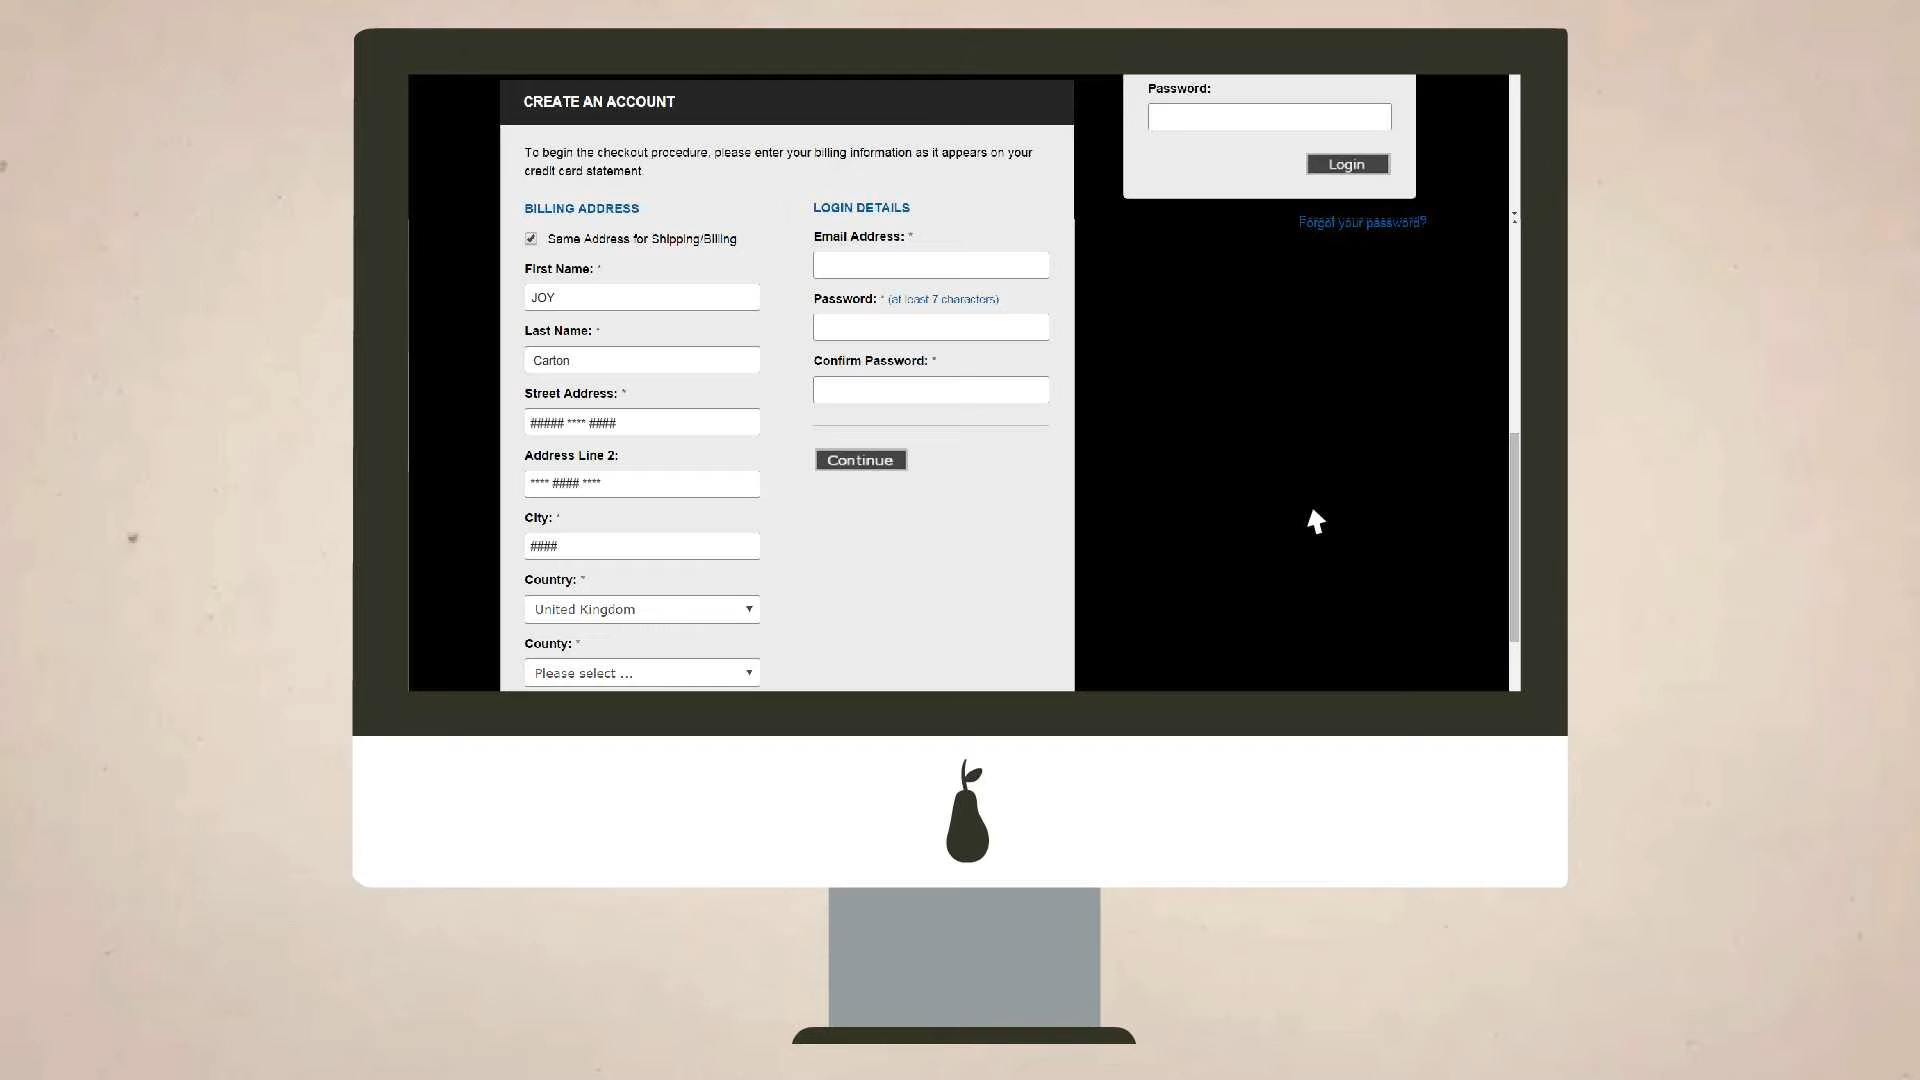 CREATE AN ACCOUNT
To begin the checkout procedure, please enter your billing information as it appears on your
credit card statement.
BILLING ADDRESS
Same Address for Shipping/Billing
First Name: *
JOY
Last Name: *
Carton
Street Address: *
##### **** ####
Address Line 2:
**** #### ****
City: *
####
Country: *
United Kingdom
County: *
Please select ...
LOGIN DETAILS
Email Address: *
Password: * (at least 7 characters)
Confirm Password: *
Continue
Password:
Login
Forgot your password?